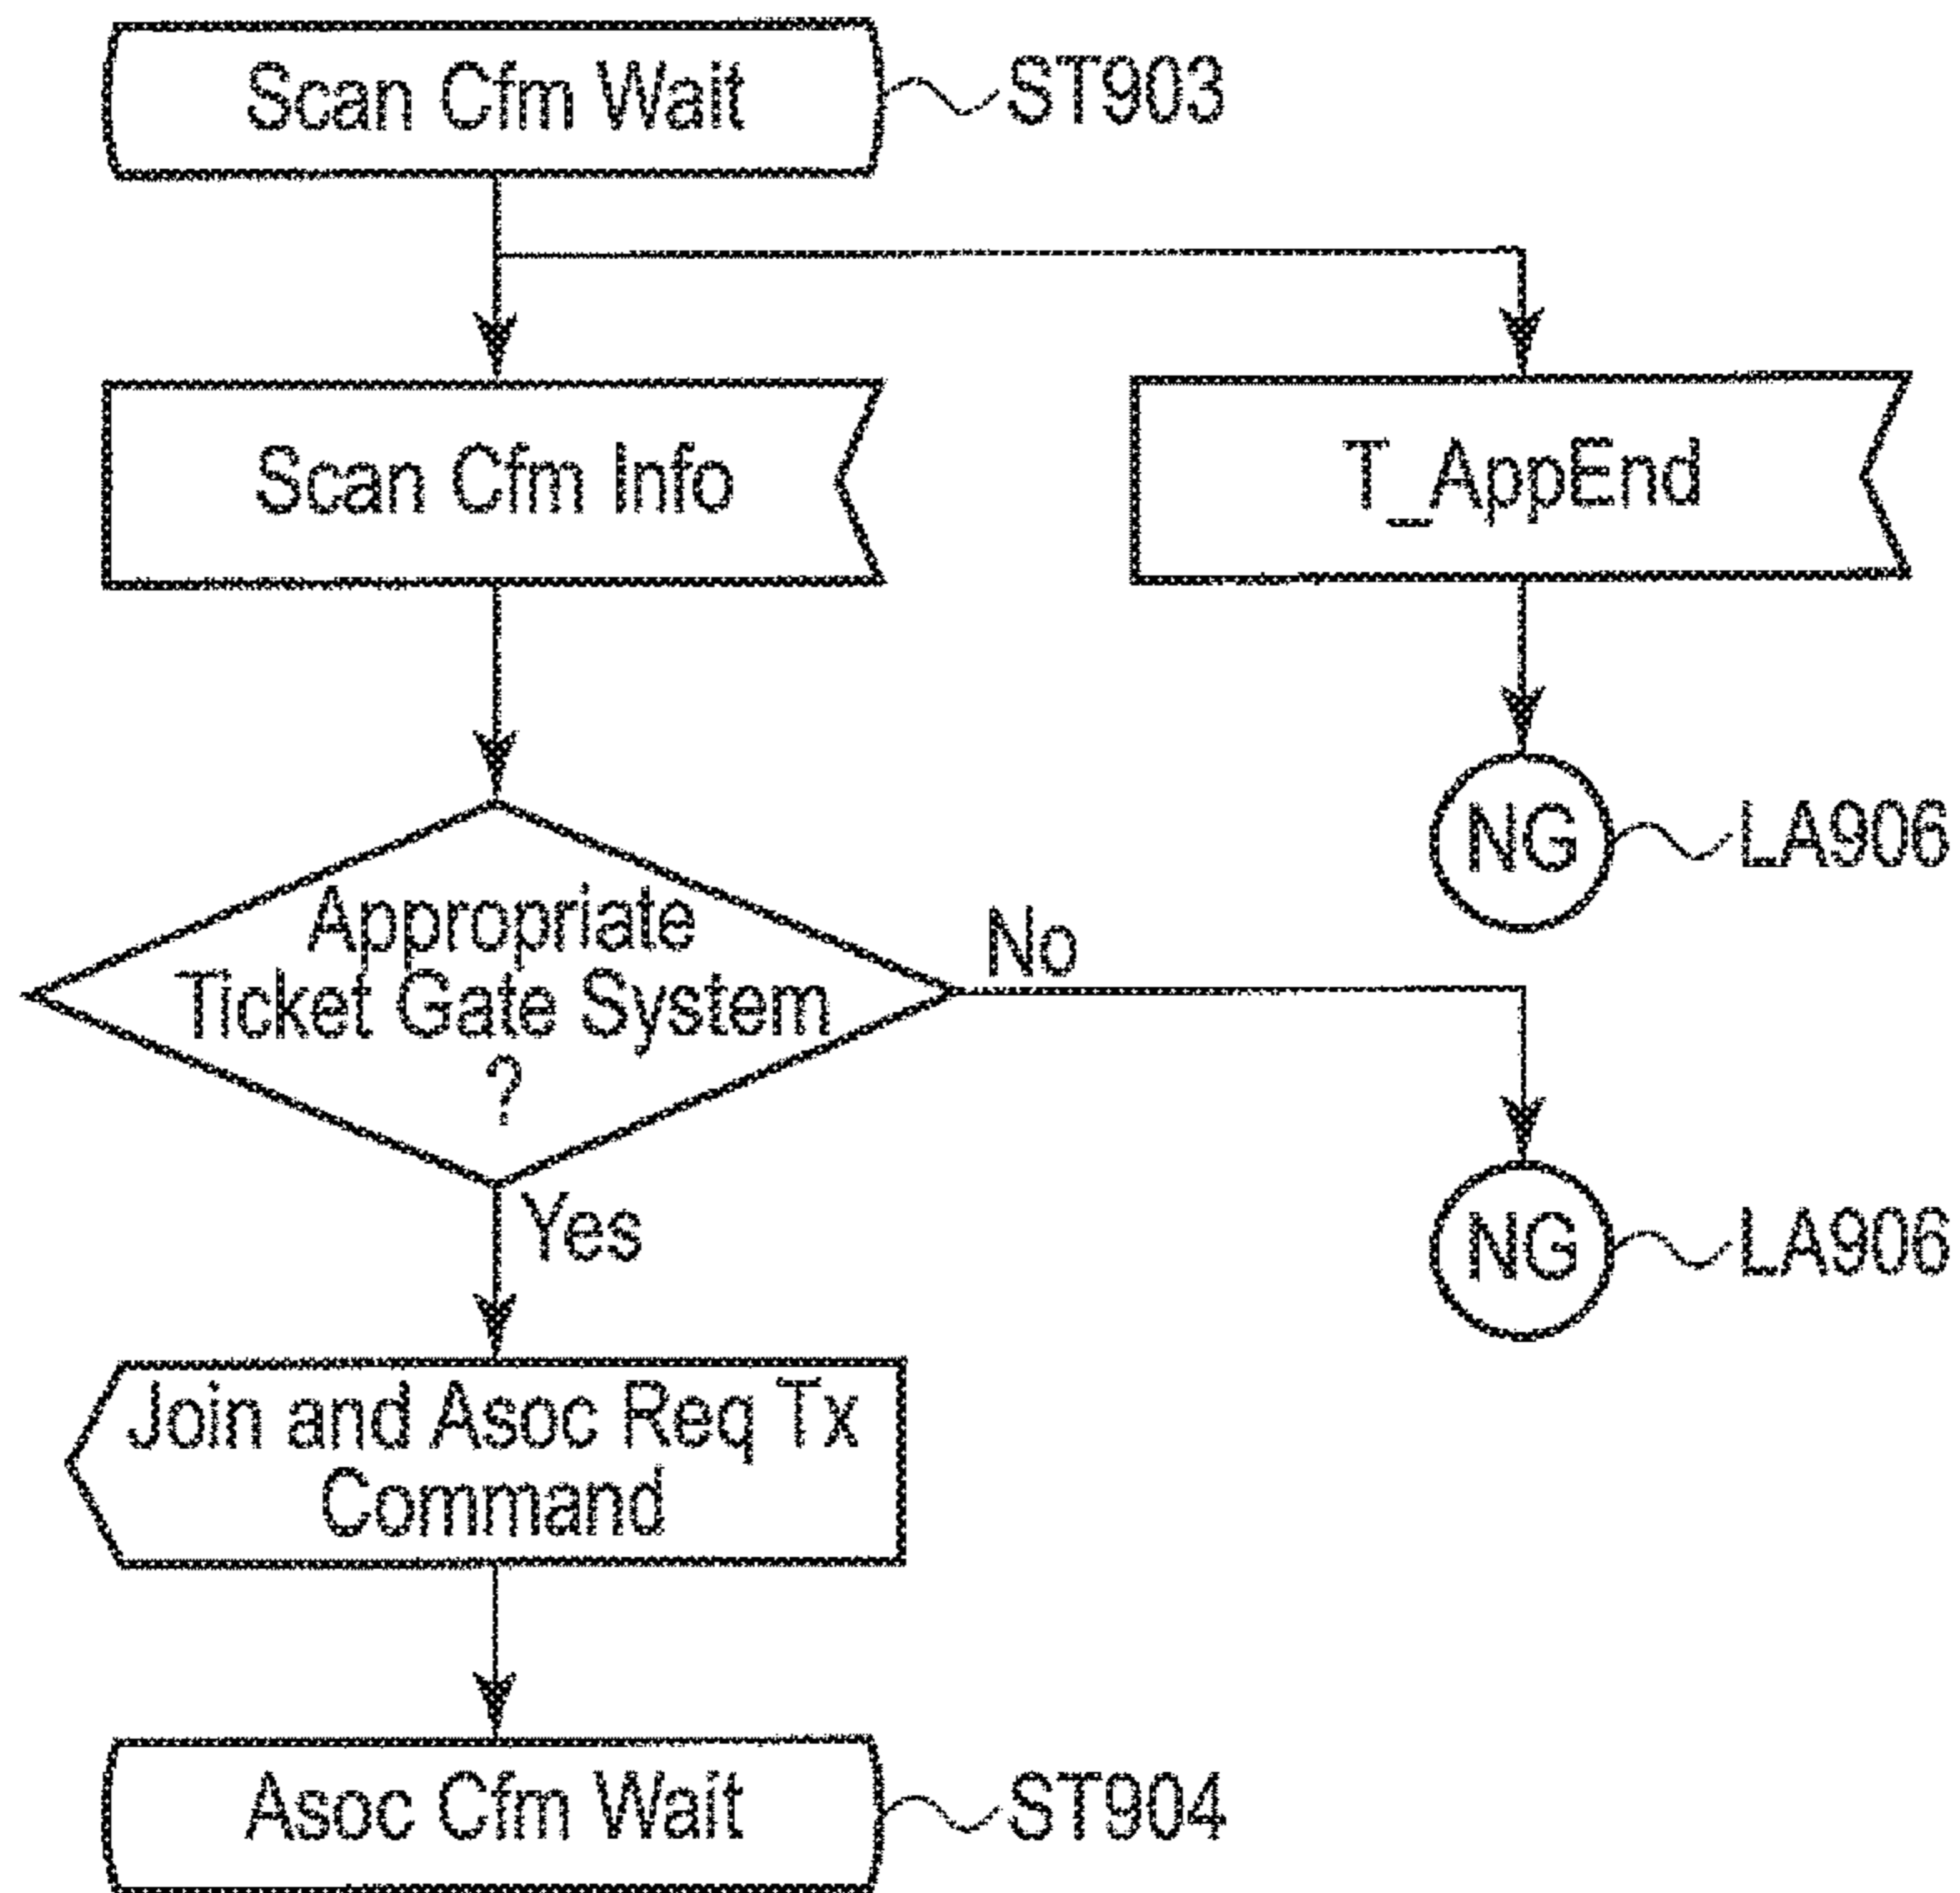 Scan Cfm Wait
ST903
Scan Cfm Info
T_AppEnd
NG
LA906
Appropriate
Ticket Gate System
?
No
NG
LA906
Yes
Join and Asoc Req Tx
Command
Asoc Cfm Wait
ST904